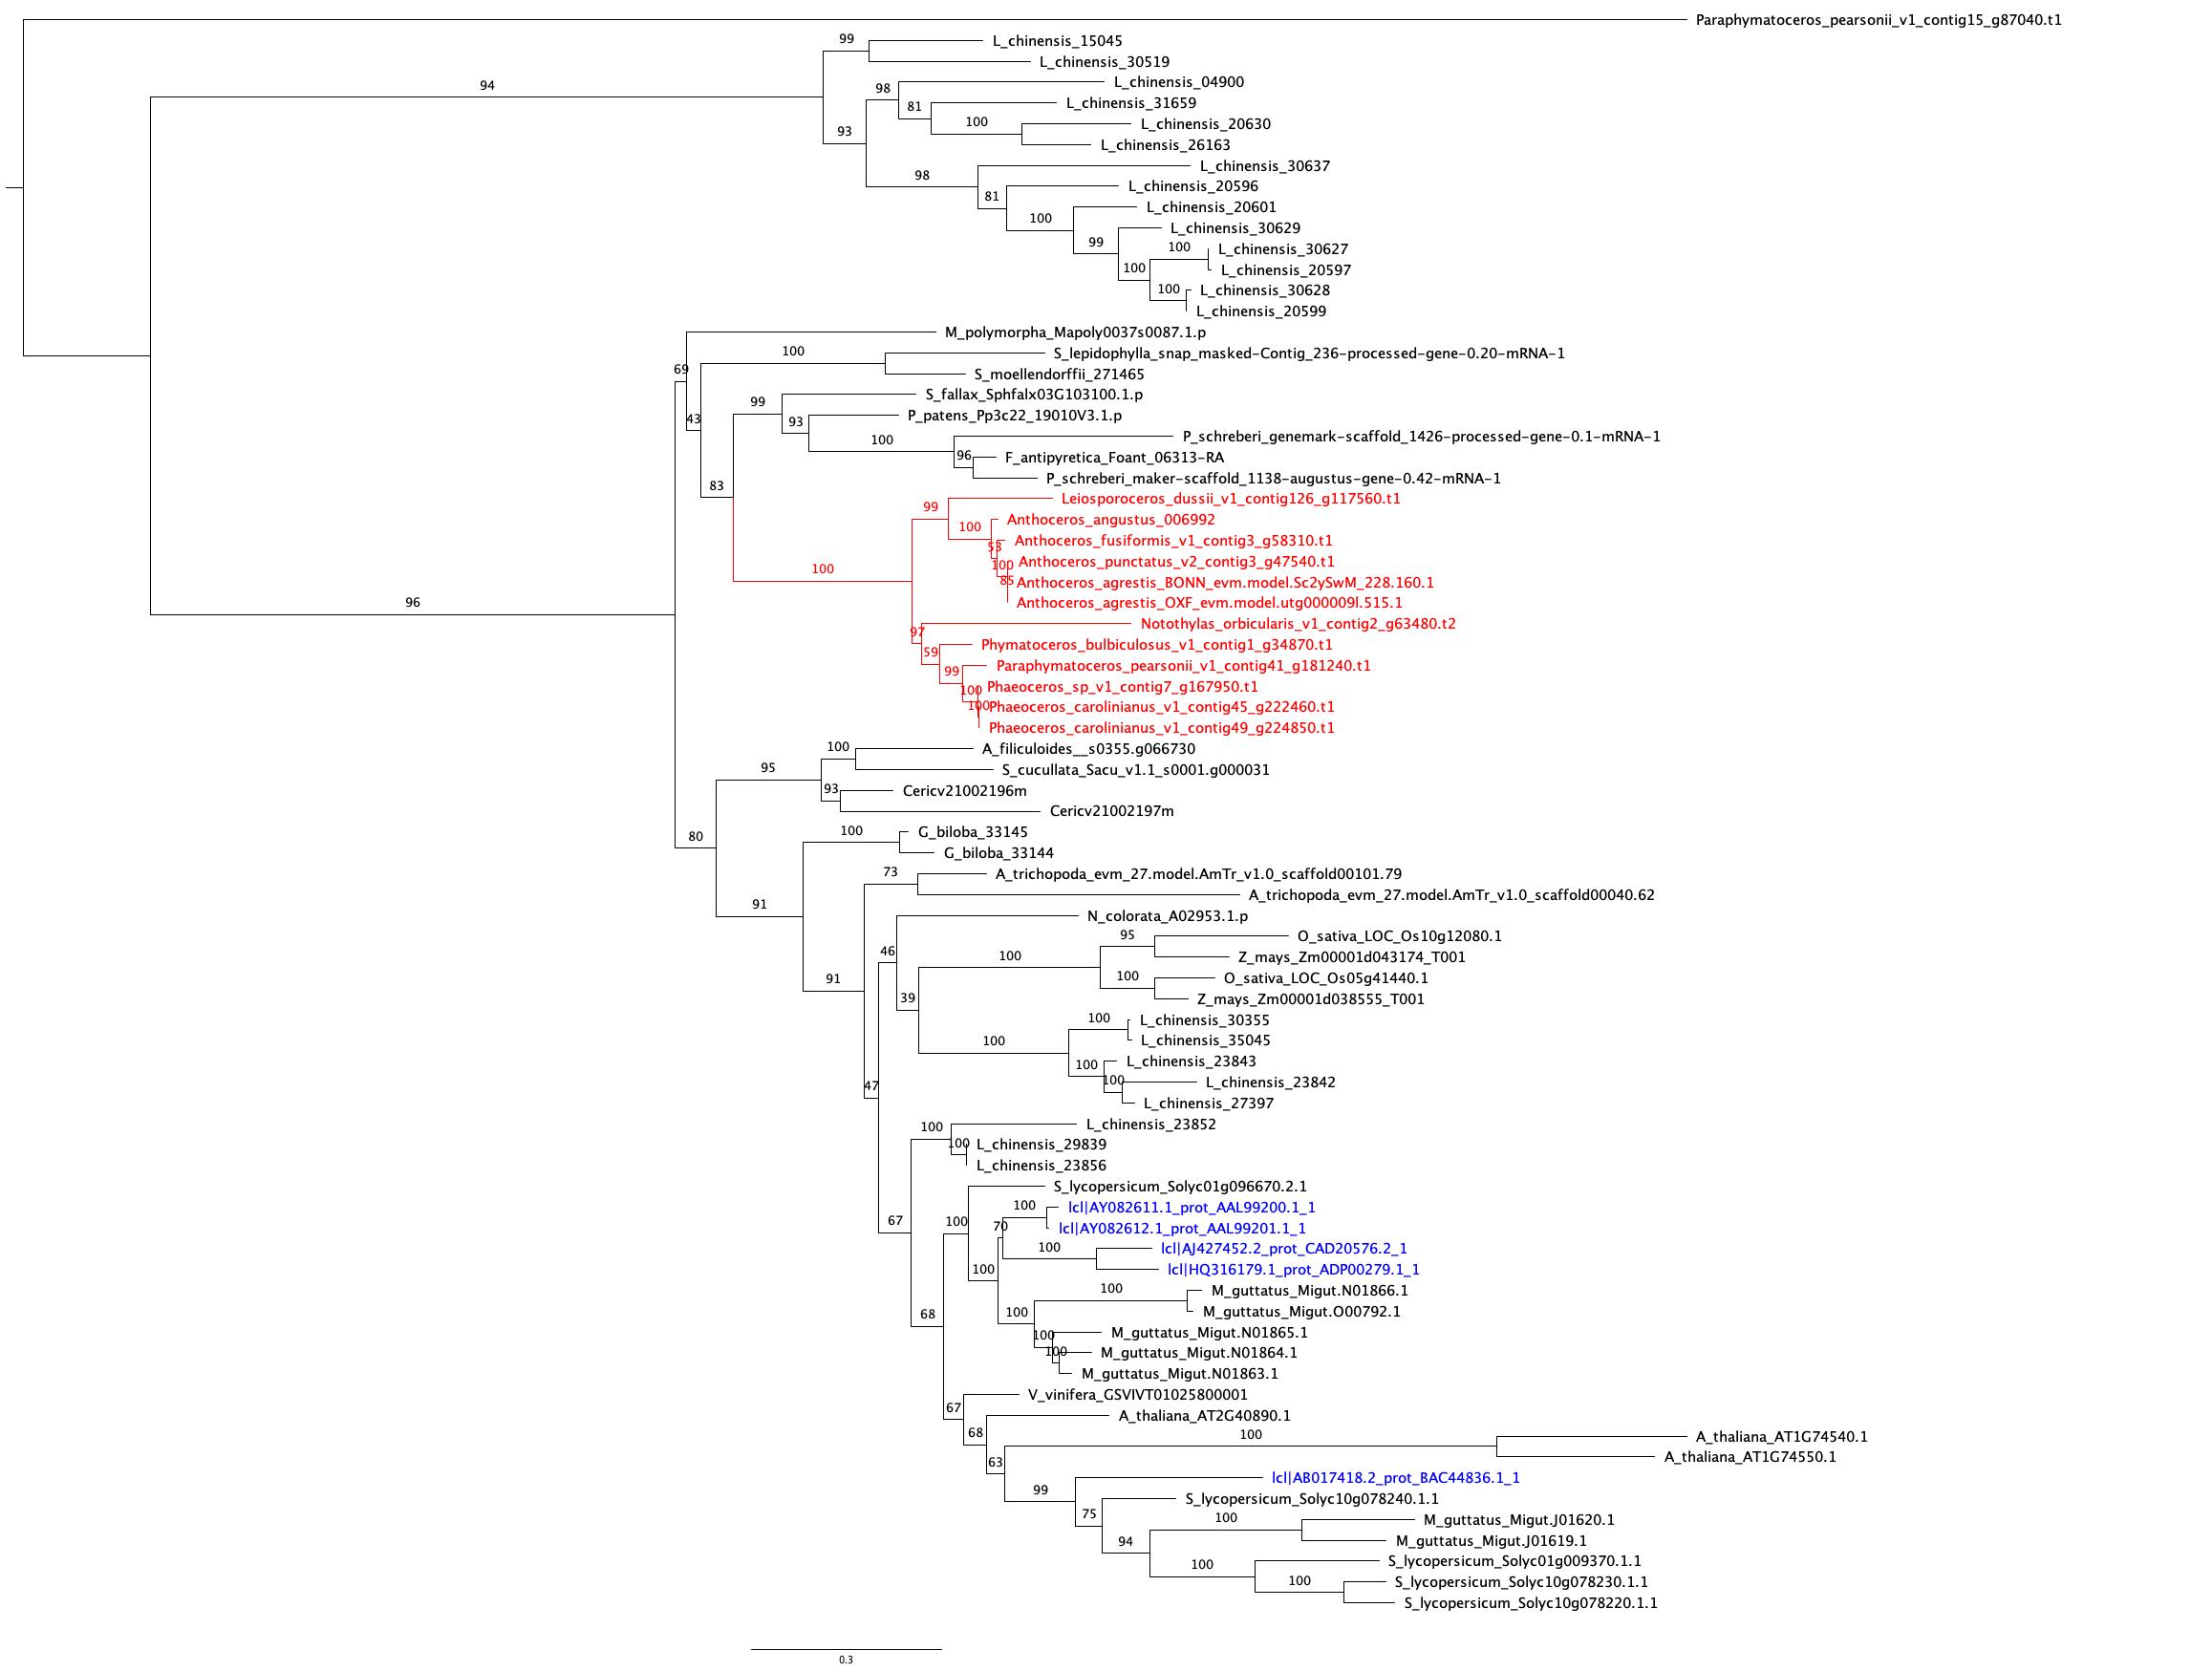 Paraphymatoceros_pearsonii_v1_contig15_g87040.t1
99
L_chinensis_15045
L_chinensis_30519
94
98
L_chinensis_04900
81
L_chinensis_31659
93
100
L_chinensis_20630
L_chinensis_26163
98
L_chinensis_30637
81
L_chinensis_20596
100
L_chinensis_20601
99
L_chinensis_30629
100
100
L_chinensis_30627
L_chinensis_20597
100
L_chinensis_30628
L_chinensis_20599
69
M_polymorpha_Mapoly0037s0087.1.p
100
S_lepidophylla_snap_masked-Contig_236-processed-gene-0.20-mRNA-1
S_moellendorffii_271465
43
99
S_fallax_Sphfalx03G103100.1.p
93
P_patens_Pp3c22_19010V3.1.p
100
P_schreberi_genemark-scaffold_1426-processed-gene-0.1-mRNA-1
96
F_antipyretica_Foant_06313-RA
P_schreberi_maker-scaffold_1138-augustus-gene-0.42-mRNA-1
83
99
Leiosporoceros_dussii_v1_contig126_g117560.t1
100
Anthoceros_angustus_006992
53
Anthoceros_fusiformis_v1_contig3_g58310.t1
100
Anthoceros_punctatus_v2_contig3_g47540.t1
85
Anthoceros_agrestis_BONN_evm.model.Sc2ySwM_228.160.1
Anthoceros_agrestis_OXF_evm.model.utg000009l.515.1
100
97
Notothylas_orbicularis_v1_contig2_g63480.t2
59
Phymatoceros_bulbiculosus_v1_contig1_g34870.t1
99
Paraphymatoceros_pearsonii_v1_contig41_g181240.t1
100
Phaeoceros_sp_v1_contig7_g167950.t1
100
Phaeoceros_carolinianus_v1_contig45_g222460.t1
Phaeoceros_carolinianus_v1_contig49_g224850.t1
96
95
100
A_filiculoides__s0355.g066730
S_cucullata_Sacu_v1.1_s0001.g000031
93
Cericv21002196m
Cericv21002197m
80
100
G_biloba_33145
G_biloba_33144
91
73
A_trichopoda_evm_27.model.AmTr_v1.0_scaffold00101.79
A_trichopoda_evm_27.model.AmTr_v1.0_scaffold00040.62
91
46
N_colorata_A02953.1.p
39
100
95
O_sativa_LOC_Os10g12080.1
Z_mays_Zm00001d043174_T001
100
O_sativa_LOC_Os05g41440.1
Z_mays_Zm00001d038555_T001
100
100
L_chinensis_30355
L_chinensis_35045
100
L_chinensis_23843
100
L_chinensis_23842
L_chinensis_27397
47
100
L_chinensis_23852
100
L_chinensis_29839
L_chinensis_23856
67
100
S_lycopersicum_Solyc01g096670.2.1
100
70
100
lcl|AY082611.1_prot_AAL99200.1_1
lcl|AY082612.1_prot_AAL99201.1_1
100
lcl|AJ427452.2_prot_CAD20576.2_1
lcl|HQ316179.1_prot_ADP00279.1_1
100
100
M_guttatus_Migut.N01866.1
M_guttatus_Migut.O00792.1
100
M_guttatus_Migut.N01865.1
100
M_guttatus_Migut.N01864.1
M_guttatus_Migut.N01863.1
68
67
V_vinifera_GSVIVT01025800001
68
A_thaliana_AT2G40890.1
63
100
A_thaliana_AT1G74540.1
A_thaliana_AT1G74550.1
99
lcl|AB017418.2_prot_BAC44836.1_1
75
S_lycopersicum_Solyc10g078240.1.1
94
100
M_guttatus_Migut.J01620.1
M_guttatus_Migut.J01619.1
100
S_lycopersicum_Solyc01g009370.1.1
100
S_lycopersicum_Solyc10g078230.1.1
S_lycopersicum_Solyc10g078220.1.1
0.3